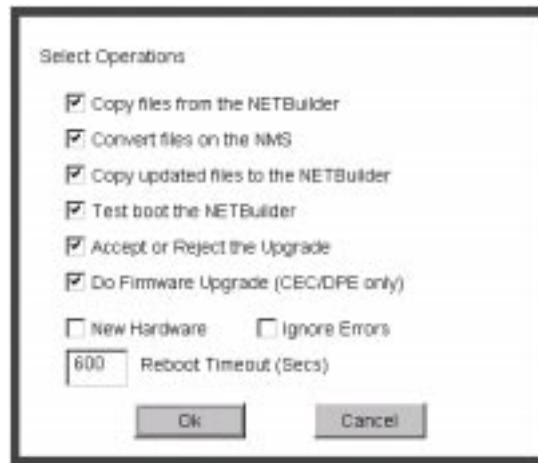 Select Operations
Copy files from the NETBuilder
Convert files on the NMS
Copy updated files to the NETBuilder
Test boot the NETBuilder
Accept or Reject the Upgrade
Do Firmware Upgrade (CEC/DPE only)
New Hardware Ignore Errors
600 Reboot Timeout (Secs)
Ok Cancel